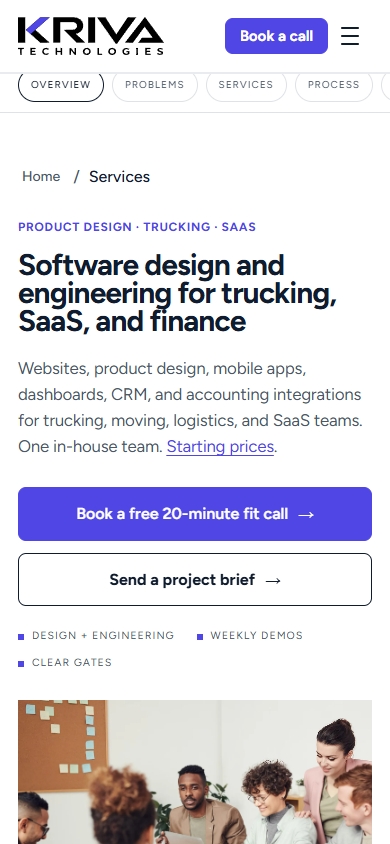 KRIVA
TECHNOLOGIES
Book a call
OVERVIEW
PROBLEMS
SERVICES
PROCESS
Home / Services
PRODUCT DESIGN · TRUCKING · SAAS
Software design and
engineering for trucking,
SaaS, and finance
Websites, product design, mobile apps,
dashboards, CRM, and accounting integrations
for trucking, moving, logistics, and SaaS teams.
One in-house team. Starting prices.
Book a free 20-minute fit call →
Send a project brief →
DESIGN + ENGINEERING
WEEKLY DEMOS
CLEAR GATES